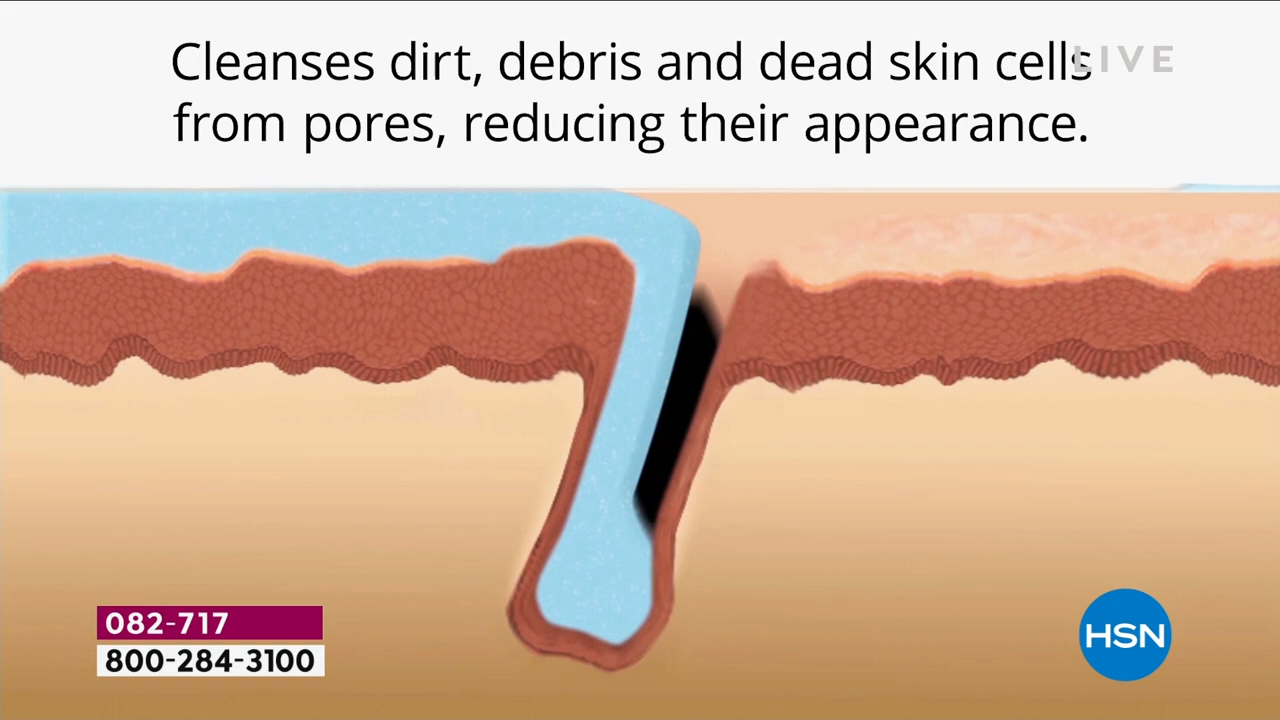 Cleanses dirt, debris and dead skin cells
LIVE
from pores, reducing their appearance.
082-717
800-284-3100
HSN